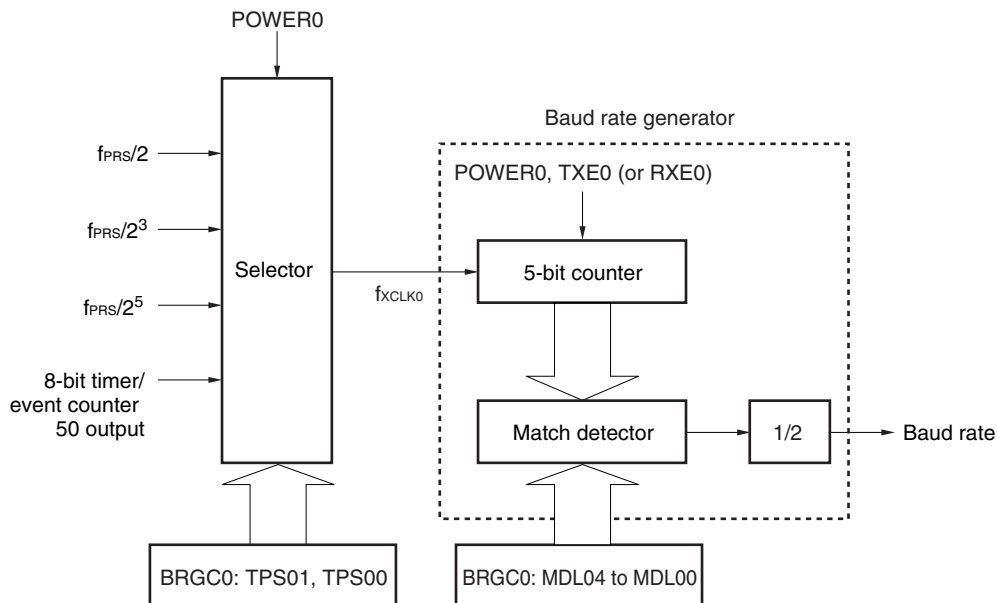 POWER0
Baud rate generator
fPRS/2
POWER0, TXE0 (or RXE0)
fPRS/2³
Selector
5-bit counter
fXCLK0
fPRS/2⁵
8-bit timer/
event counter
50 output
Match detector
1/2
Baud rate
BRGC0: TPS01, TPS00
BRGC0: MDL04 to MDL00